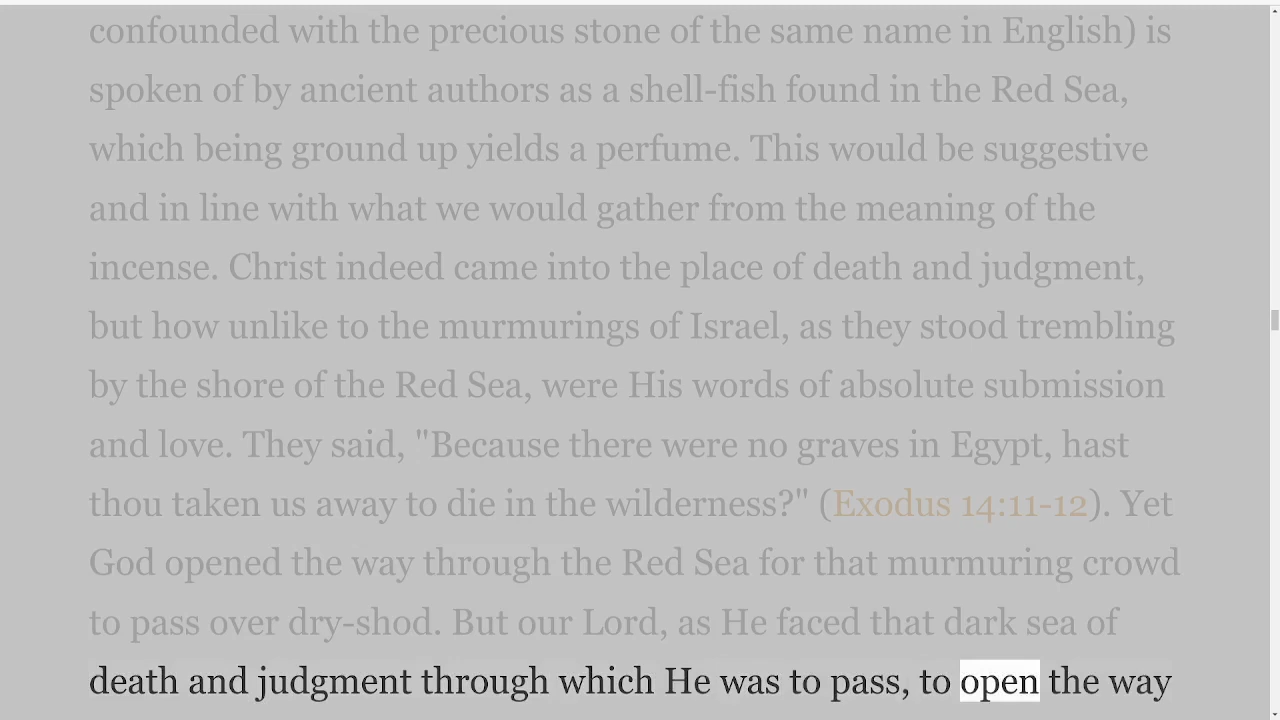 confounded with the precious stone of the same name in English) is
spoken of by ancient authors as a shell-fish found in the Red Sea,
which being ground up yields a perfume. This would be suggestive
and in line with what we would gather from the meaning of the
incense. Christ indeed came into the place of death and judgment,
but how unlike to the murmurings of Israel, as they stood trembling
by the shore of the Red Sea, were His words of absolute submission
and love. They said, "Because there were no graves in Egypt, hast
thou taken us away to die in the wilderness?" (Exodus 14:11-12). Yet
God opened the way through the Red Sea for that murmuring crowd
to pass over dry-shod. But our Lord, as He faced that dark sea of
death and judgment through which He was to pass, to open the way